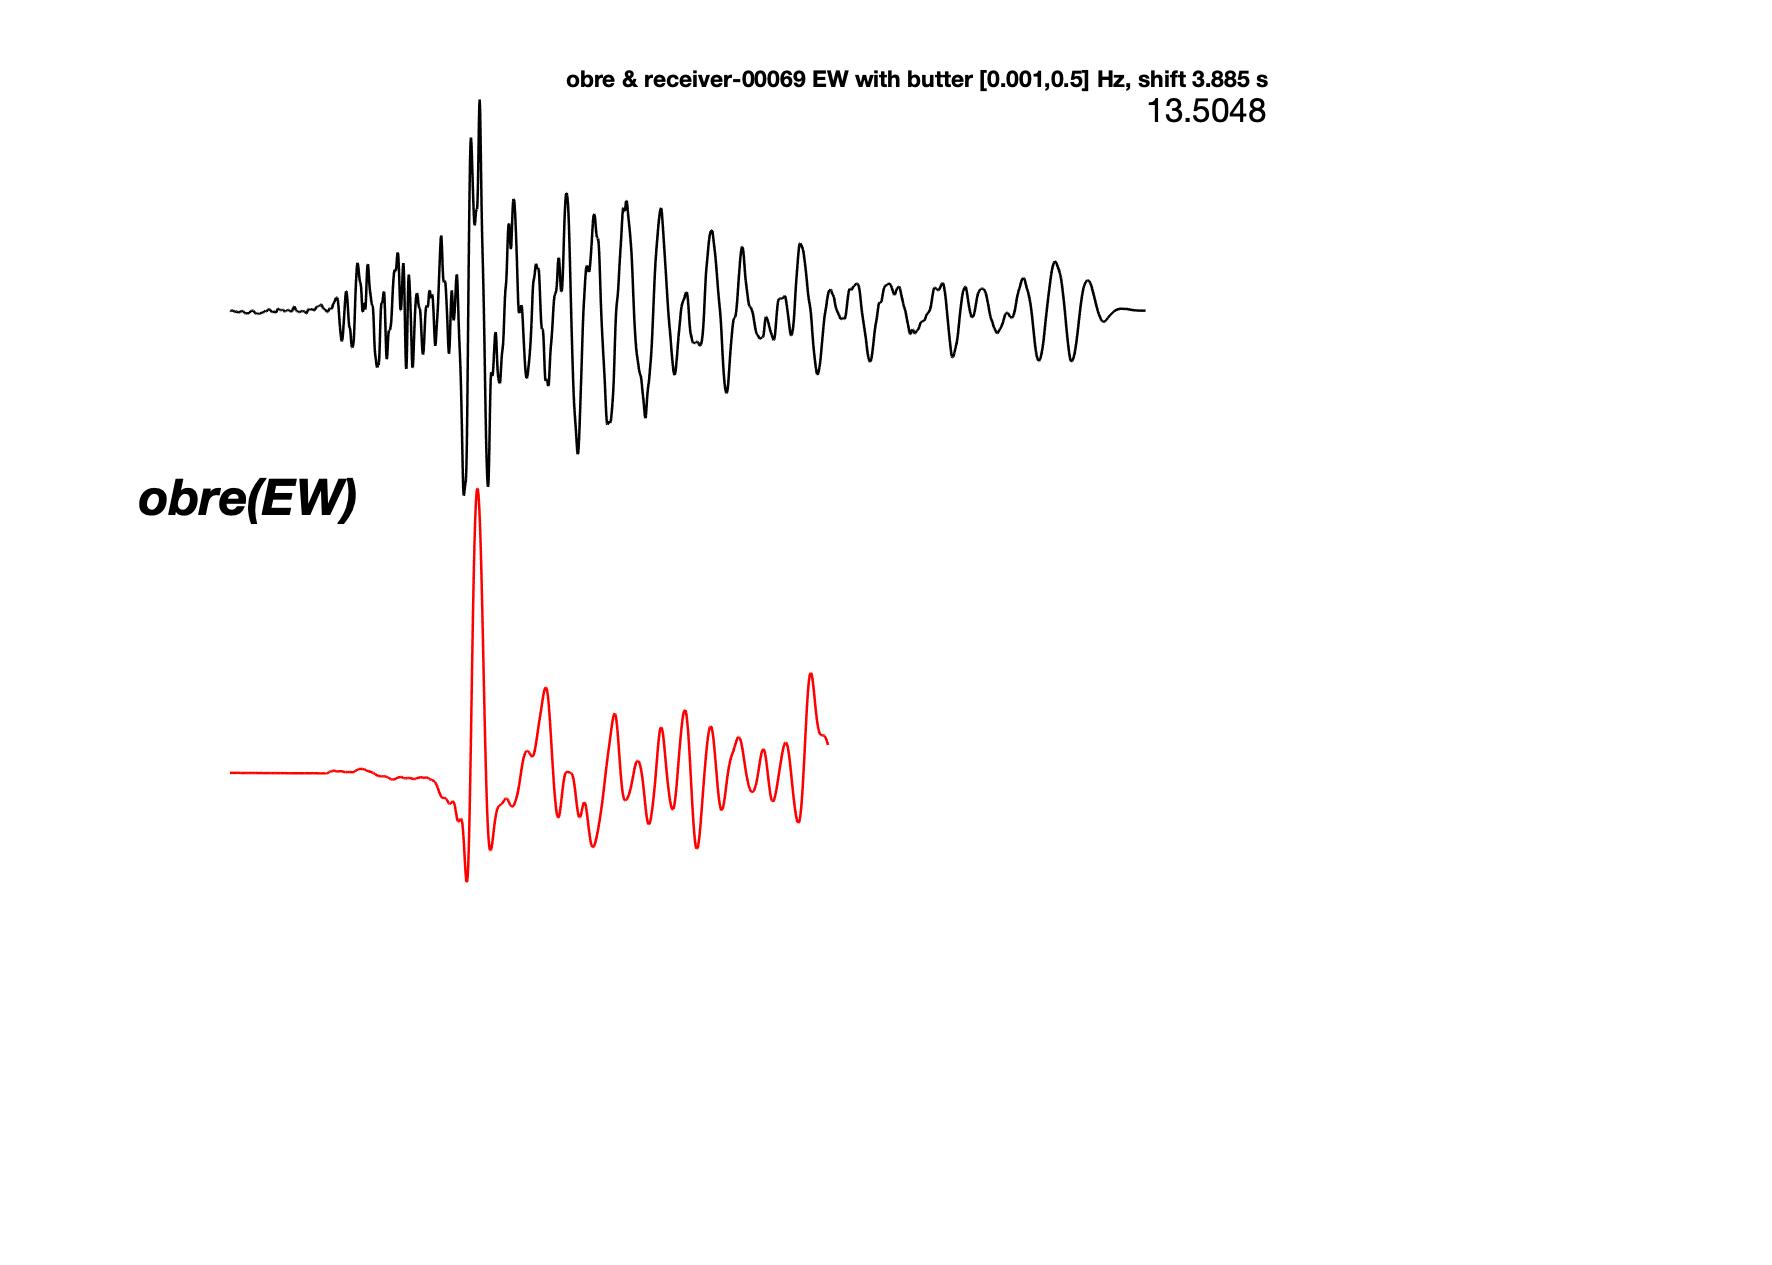 obre & receiver-00069 EW with butter [0.001,0.5] Hz, shift 3.885 s
13.5048
obre(EW)